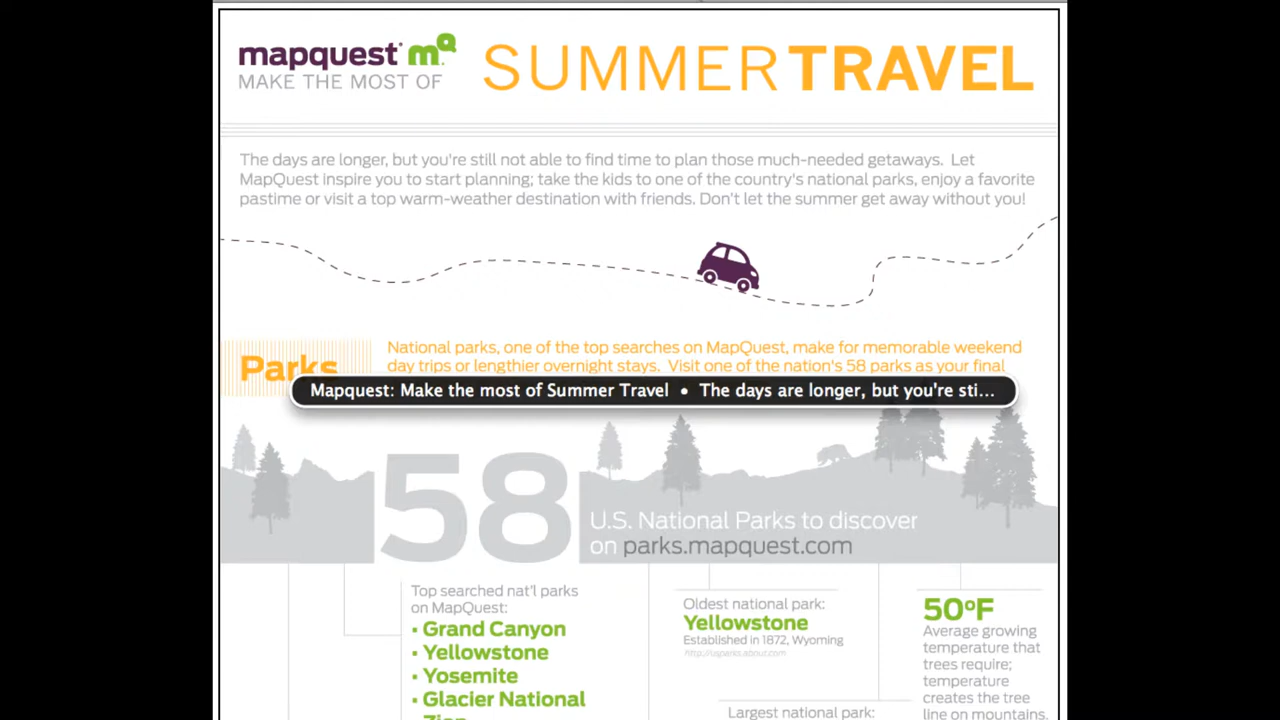 mapquest mQ
MAKE THE MOST OF
SUMMER TRAVEL
The days are longer, but you're still not able to find time to plan those much-needed getaways. Let
MapQuest inspire you to start planning; take the kids to one of the country's national parks, enjoy a favorite
pastime or visit a top warm-weather destination with friends. Don't let the summer get away without you!
Parks
National parks, one of the top searches on MapQuest, make for memorable weekend
day trips or lengthier overnight stays. Visit one of the nation's 58 parks as your final
Mapquest: Make the most of Summer Travel • The days are longer, but you're sti...
58
U.S. National Parks to discover
on parks.mapquest.com
Top searched nat'l parks
on MapQuest:
• Grand Canyon
• Yellowstone
• Yosemite
• Glacier National
Zion
Oldest national park:
Yellowstone
Established in 1872, Wyoming
http://usparks.about.com
Largest national park:
50ºF
Average growing
temperature that
trees require;
temperature
creates the tree
line on mountains.